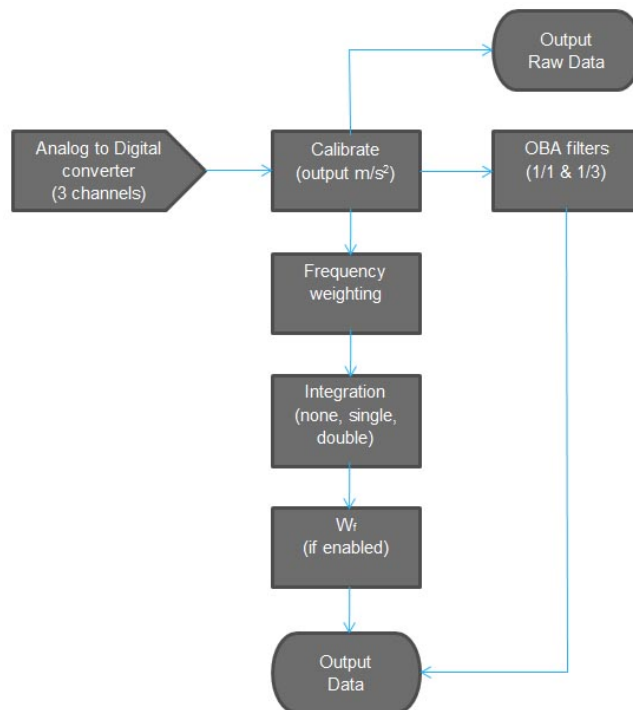 Output
Raw Data
Analog to Digital
converter
(3 channels)
Calibrate
(output m/s²)
OBA filters
(1/1 & 1/3)
Frequency
weighting
Integration
(none, single,
double)
Wf
(if enabled)
Output
Data